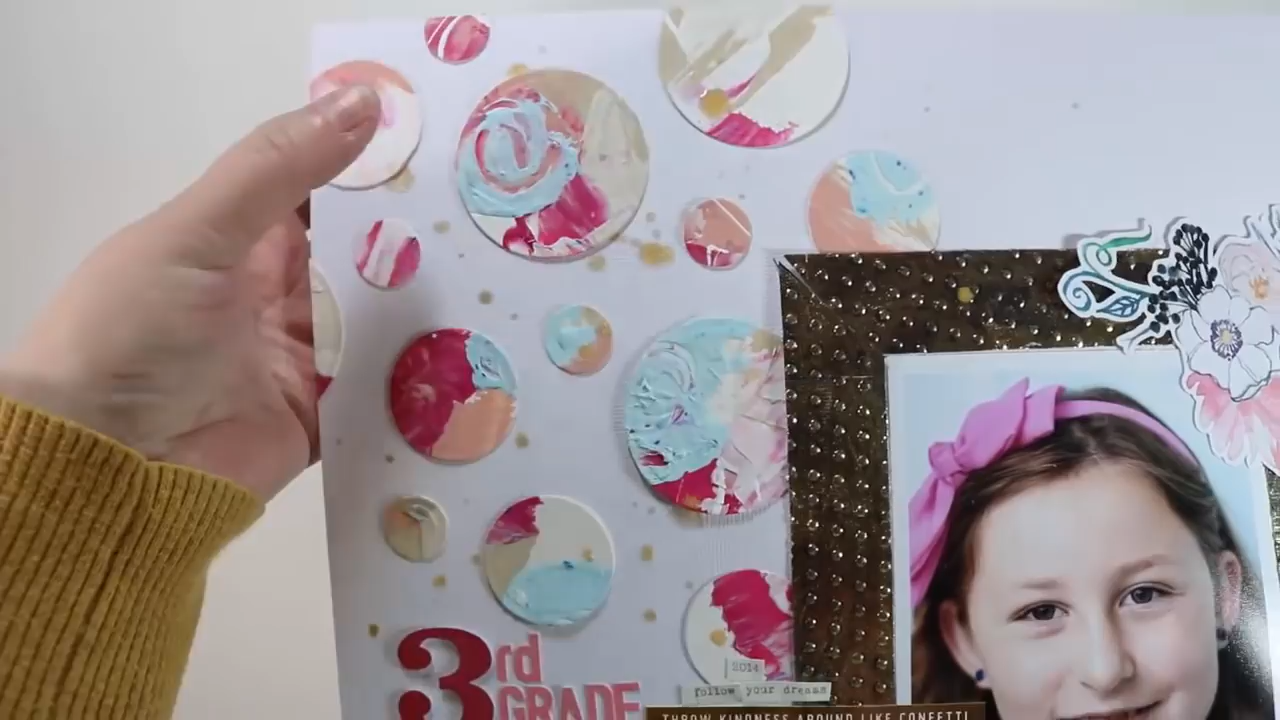 3rd
GRADE
2014
follow your dreams
THROW KINDNESS AROUND LIKE CONFETTI